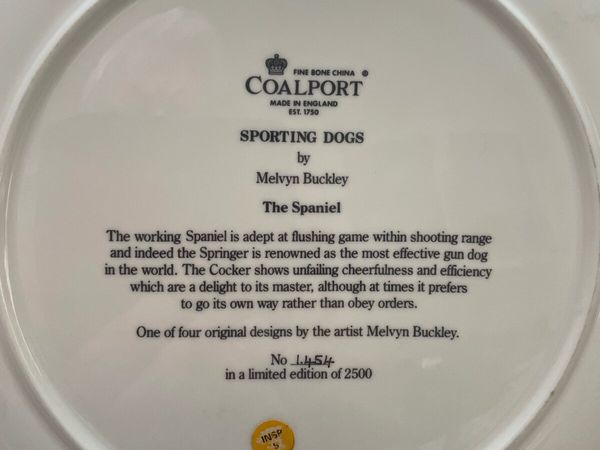 FINE BONE CHINA ®
COALPORT
MADE IN ENGLAND
EST. 1750
SPORTING DOGS
by
Melvyn Buckley
The Spaniel
The working Spaniel is adept at flushing game within shooting range
and indeed the Springer is renowned as the most effective gun dog
in the world. The Cocker shows unfailing cheerfulness and efficiency
which are a delight to its master, although at times it prefers
to go its own way rather than obey orders.
One of four original designs by the artist Melvyn Buckley.
No 1.454
in a limited edition of 2500
INSP
5